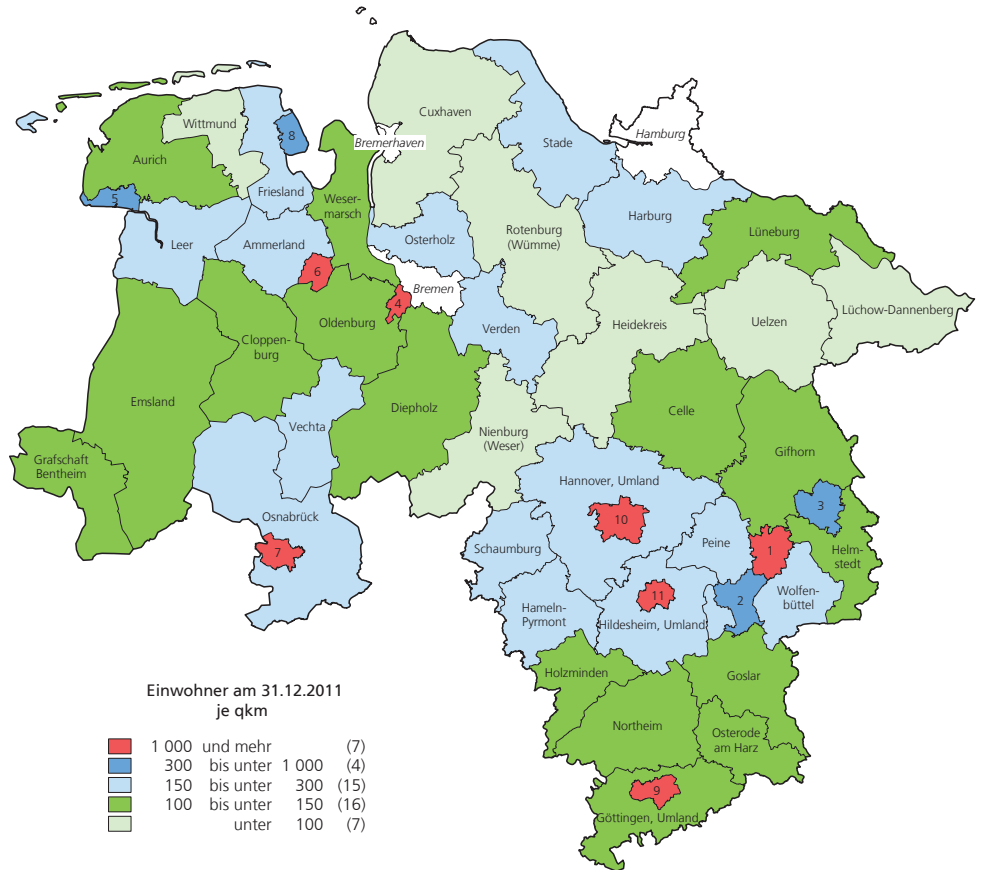 Cuxhaven
Wittmund
8
Bremerhaven
Hamburg
Stade
Aurich
5
Friesland
Weser-
marsch
Harburg
Lüneburg
Leer
Ammerland
Osterholz
Rotenburg
(Wümme)
6
Bremen
4
Lüchow-Dannenberg
Oldenburg
Verden
Heidekreis
Uelzen
Cloppen-
burg
Emsland
Diepholz
Celle
Vechta
Nienburg
(Weser)
Gifhorn
Grafschaft
Bentheim
Hannover, Umland
3
Osnabrück
10
7
Schaumburg
Peine
1
Helm-
stedt
11
2
Wolfen-
büttel
Hameln-
Pyrmont
Hildesheim, Umland
Holzminden
Goslar
Northeim
Osterode
am Harz
9
Göttingen, Umland
Einwohner am 31.12.2011
je qkm
1 000 und mehr (7)
300 bis unter 1 000 (4)
150 bis unter 300 (15)
100 bis unter 150 (16)
unter 100 (7)